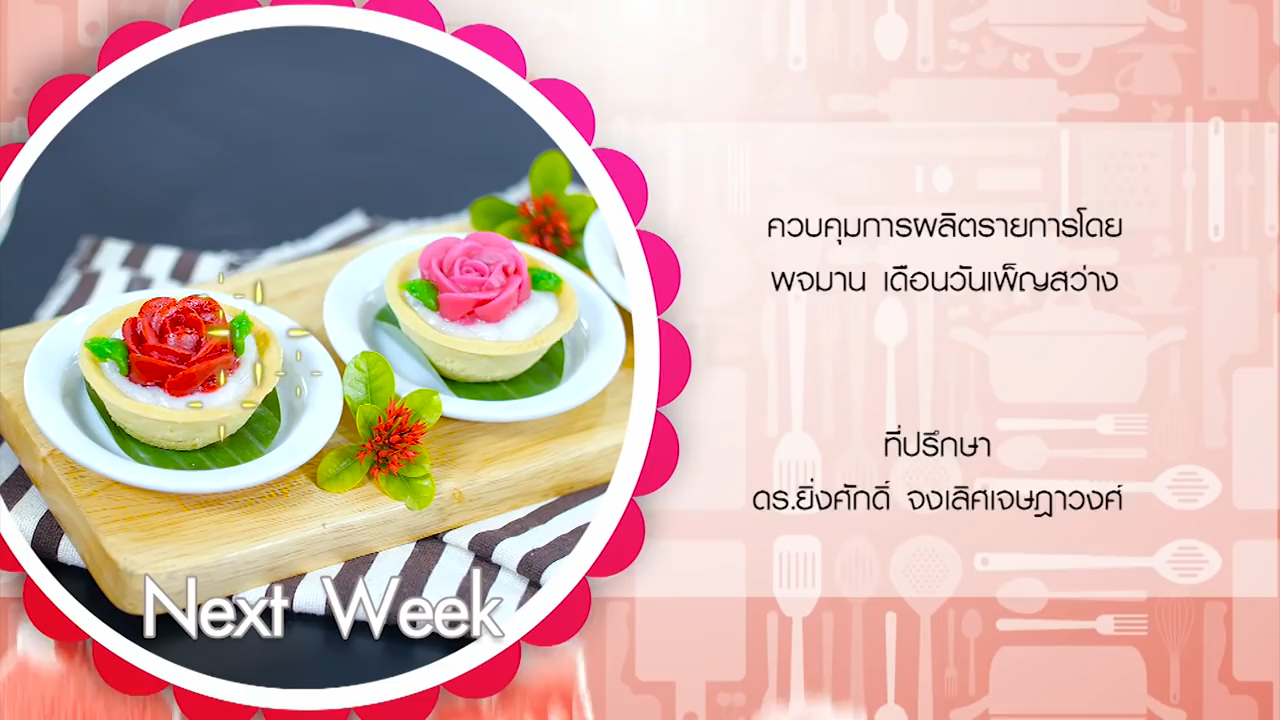 Next Week
ควบคุมการผลิตรายการโดย
พจมาน เดือนวันเพ็ญสว่าง
ที่ปรึกษา
ดร.ยิ่งศักดิ์ จงเลิศเจษฎาวงศ์